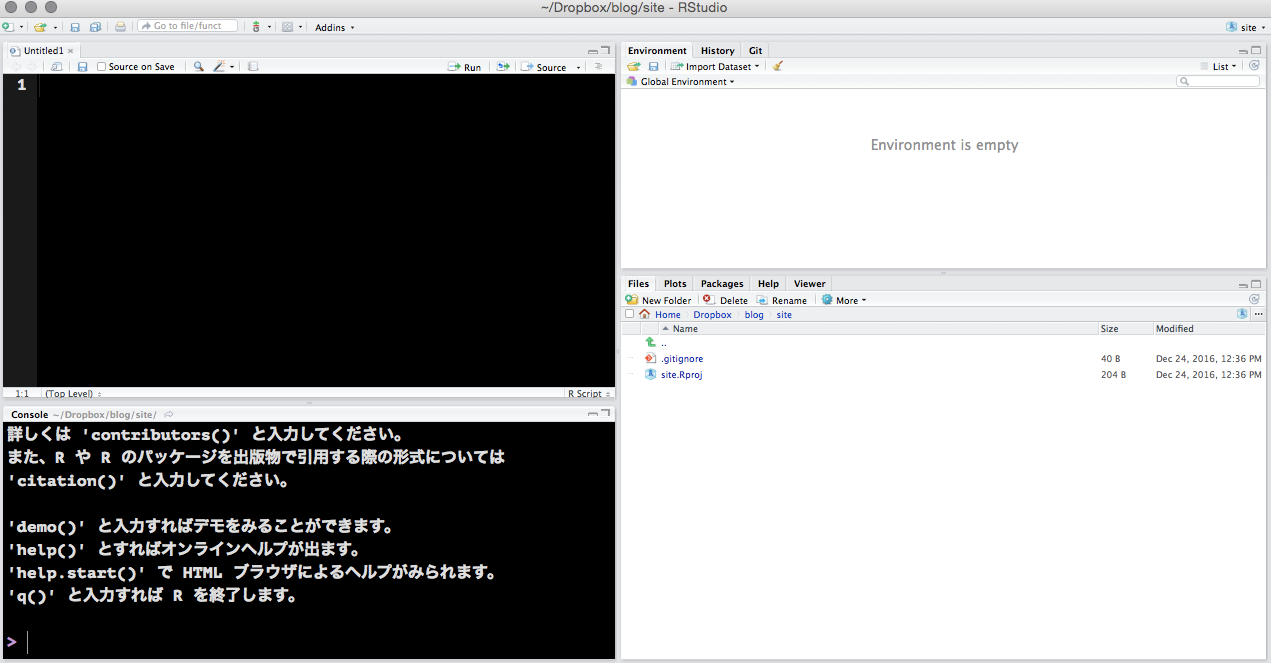 ~/Dropbox/blog/site - RStudio
Go to file/funct
Addins
site
Untitled1
Source on Save
Run
Source
1
1:1
(Top Level)
R Script
Console ~/Dropbox/blog/site/
詳しくは 'contributors()' と入力してください。
また、R や R のパッケージを出版物で引用する際の形式については
'citation()' と入力してください。
'demo()' と入力すればデモをみることができます。
'help()' とすればオンラインヘルプが出ます。
'help.start()' で HTML ブラウザによるヘルプがみられます。
'q()' と入力すれば R を終了します。
>
Environment History Git
Import Dataset
List
Global Environment
Environment is empty
Files Plots Packages Help Viewer
New Folder Delete Rename More
Home Dropbox blog site
Name Size Modified
..
.gitignore 40 B Dec 24, 2016, 12:36 PM
site.Rproj 204 B Dec 24, 2016, 12:36 PM